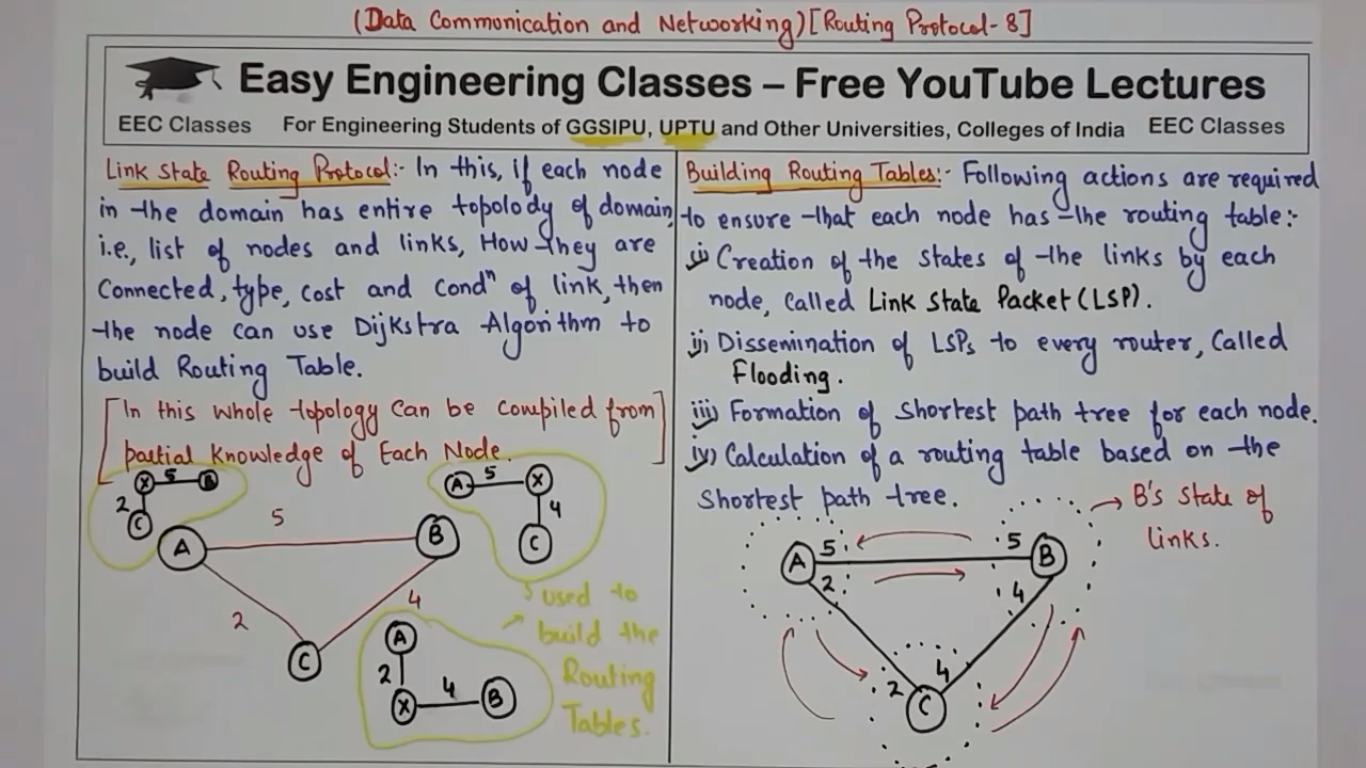 (Data Communication and Networking) [Routing Protocol-8]
Easy Engineering Classes – Free YouTube Lectures
EEC Classes For Engineering Students of GGSIPU, UPTU and Other Universities, Colleges of India EEC Classes
Link State Routing Protocol:- In this, if each node
in the domain has entire topolody of domain,
i.e., list of nodes and links, How they are
Connected, type, cost and Condⁿ of link, then
the node can use Dijkstra Algorithm to
build Routing Table.
[In this whole topology Can be Compiled from
partial Knowledge of Each Node.]
X 5 B
2
C
A 5 X
4
C
A 5 B
2 4
C
A
2
X 4 B
used to
build the
Routing
Tables.
Building Routing Tables:- Following actions are required
to ensure that each node has the routing table:-
i) Creation of the States of the links by each
node, Called Link State Packet (LSP).
ii) Dissemination of LSPs to every router, Called
Flooding.
iii) Formation of Shortest path tree for each node.
iv) Calculation of a routing table based on the
Shortest path tree.
B's State of
links.
A 5 5 B
2 4
2 4
C